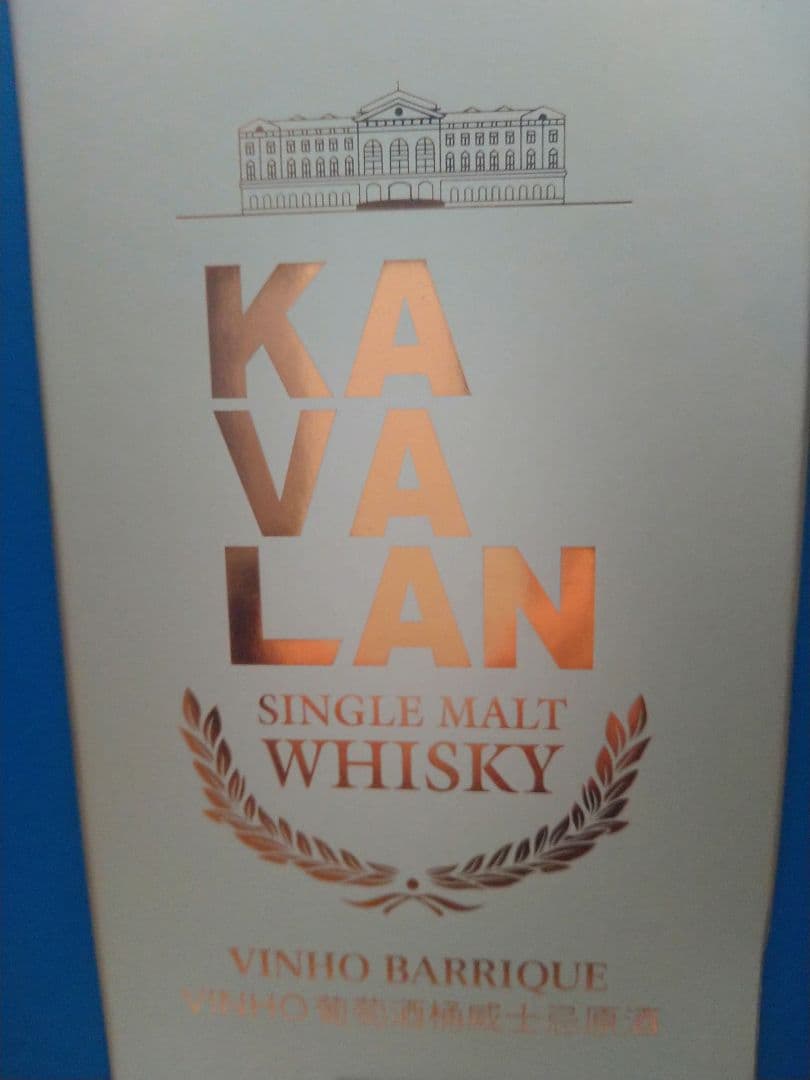 KA
VA
LAN
SINGLE MALT
WHISKY
VINHO BARRIQUE
VINHO葡萄酒桶威士忌原酒